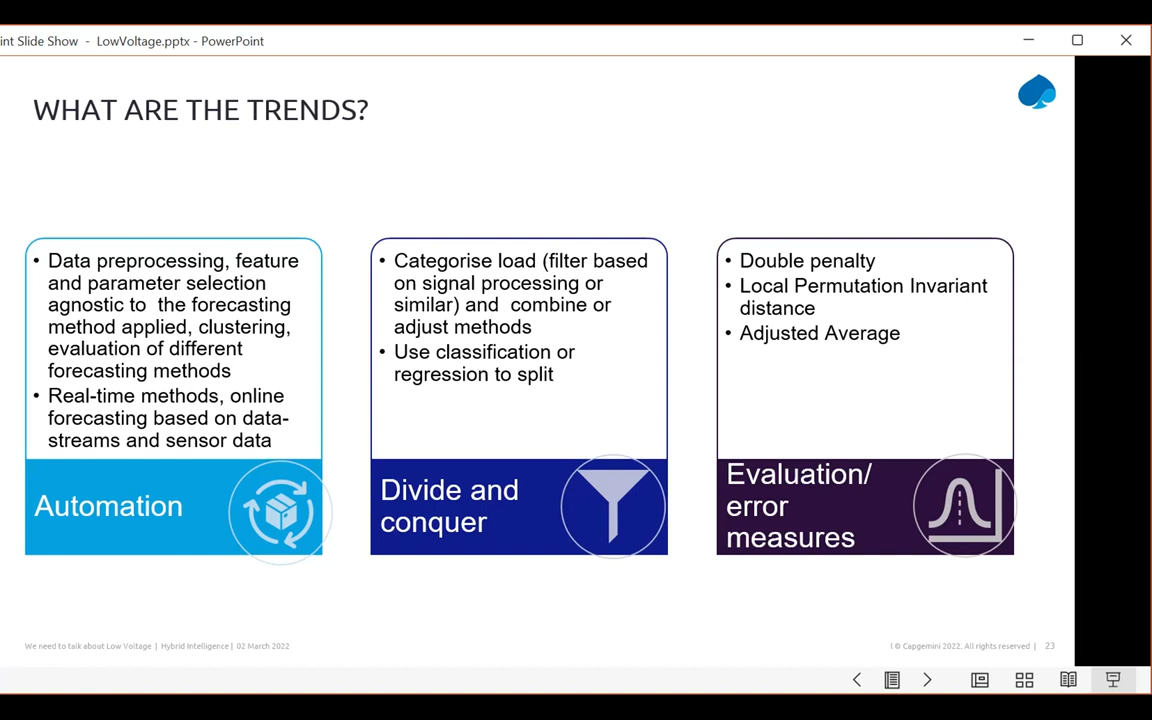 int Slide Show - LowVoltage.pptx - PowerPoint
WHAT ARE THE TRENDS?
• Data preprocessing, feature
and parameter selection
agnostic to the forecasting
method applied, clustering,
evaluation of different
forecasting methods
• Real-time methods, online
forecasting based on data-
streams and sensor data
Automation
• Categorise load (filter based
on signal processing or
similar) and combine or
adjust methods
• Use classification or
regression to split
Divide and
conquer
• Double penalty
• Local Permutation Invariant
distance
• Adjusted Average
Evaluation/
error
measures
We need to talk about Low Voltage | Hybrid Intelligence | 02 March 2022
l © Capgemini 2022. All rights reserved | 23